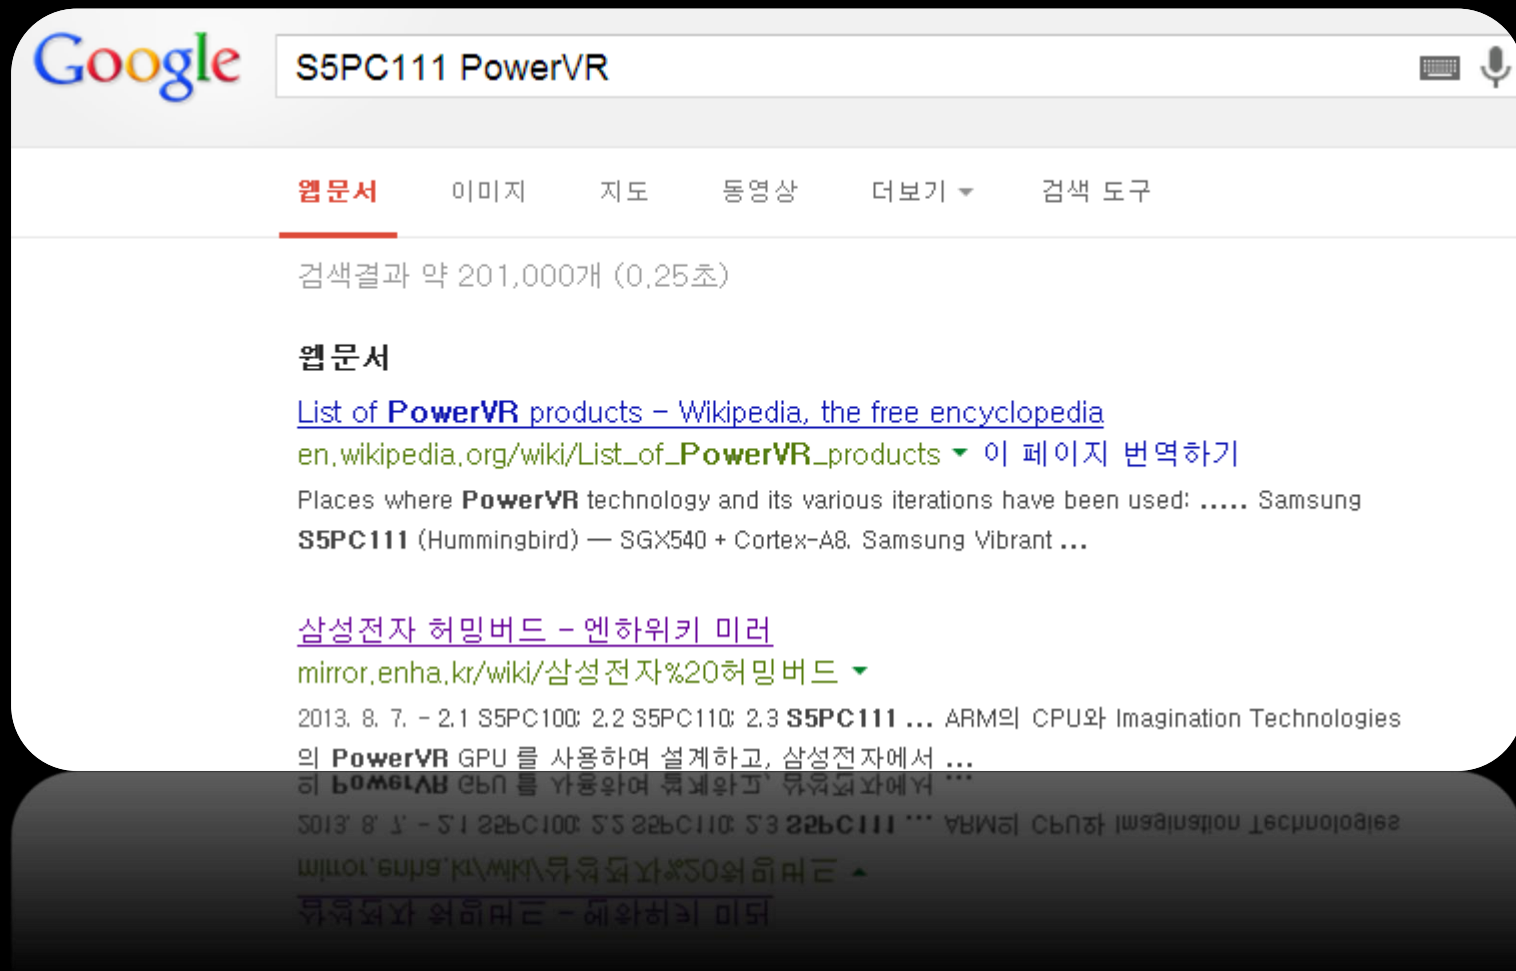 Google
S5PC111 PowerVR
웹문서 이미지 지도 동영상 더보기 검색 도구
검색결과 약 201,000개 (0.25초)
웹문서
List of PowerVR products - Wikipedia, the free encyclopedia
en.wikipedia.org/wiki/List_of_PowerVR_products 이 페이지 번역하기
Places where PowerVR technology and its various iterations have been used: ..... Samsung
S5PC111 (Hummingbird) — SGX540 + Cortex-A8. Samsung Vibrant ...
삼성전자 허밍버드 - 엔하위키 미러
mirror.enha.kr/wiki/삼성전자%20허밍버드
2013. 8. 7. - 2.1 S5PC100; 2.2 S5PC110; 2.3 S5PC111 ... ARM의 CPU와 Imagination Technologies
의 PowerVR GPU 를 사용하여 설계하고, 삼성전자에서 ...